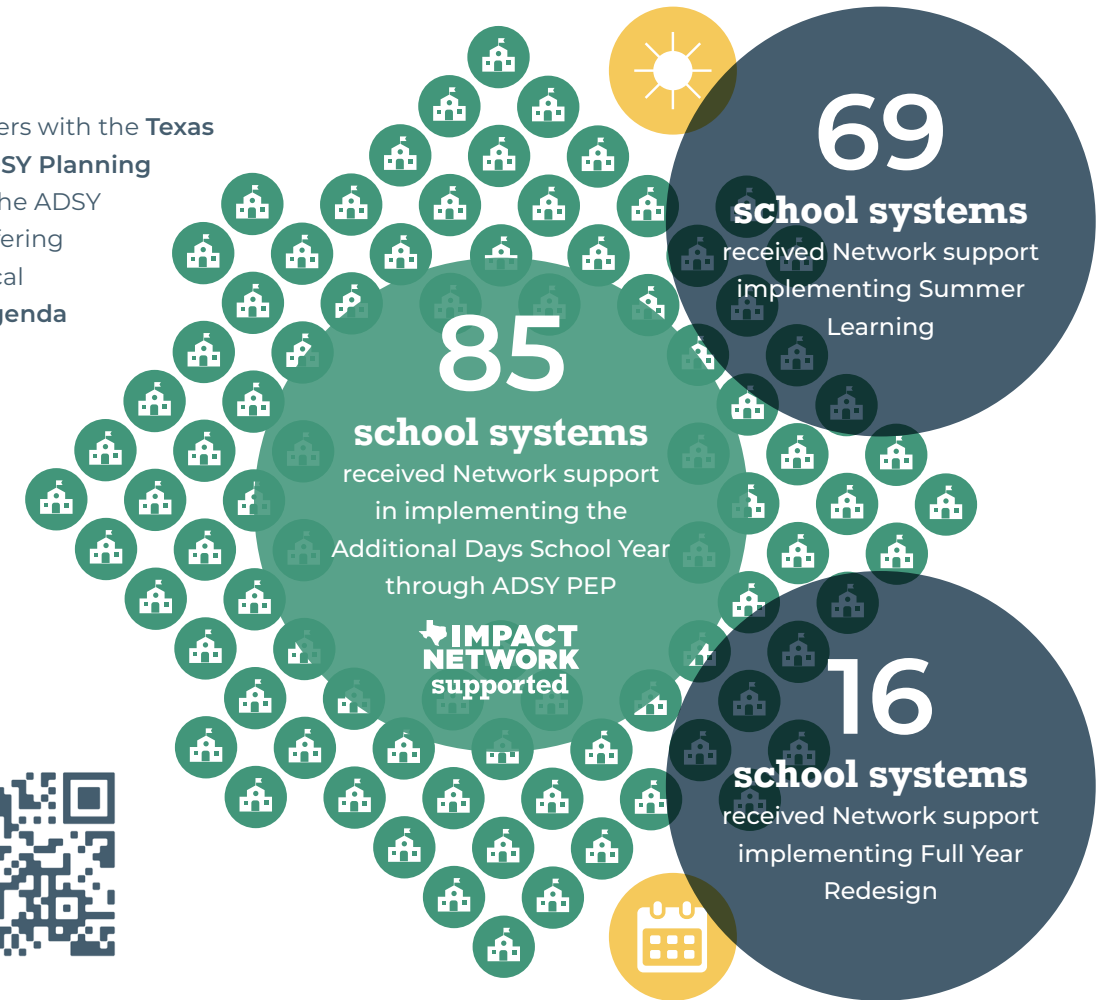 ers with the Texas
SY Planning
he ADSY
fering
cal
genda
69
school systems
received Network support
implementing Summer
Learning
85
school systems
received Network support
in implementing the
Additional Days School Year
through ADSY PEP
IMPACT
NETWORK
supported
16
school systems
received Network support
implementing Full Year
Redesign